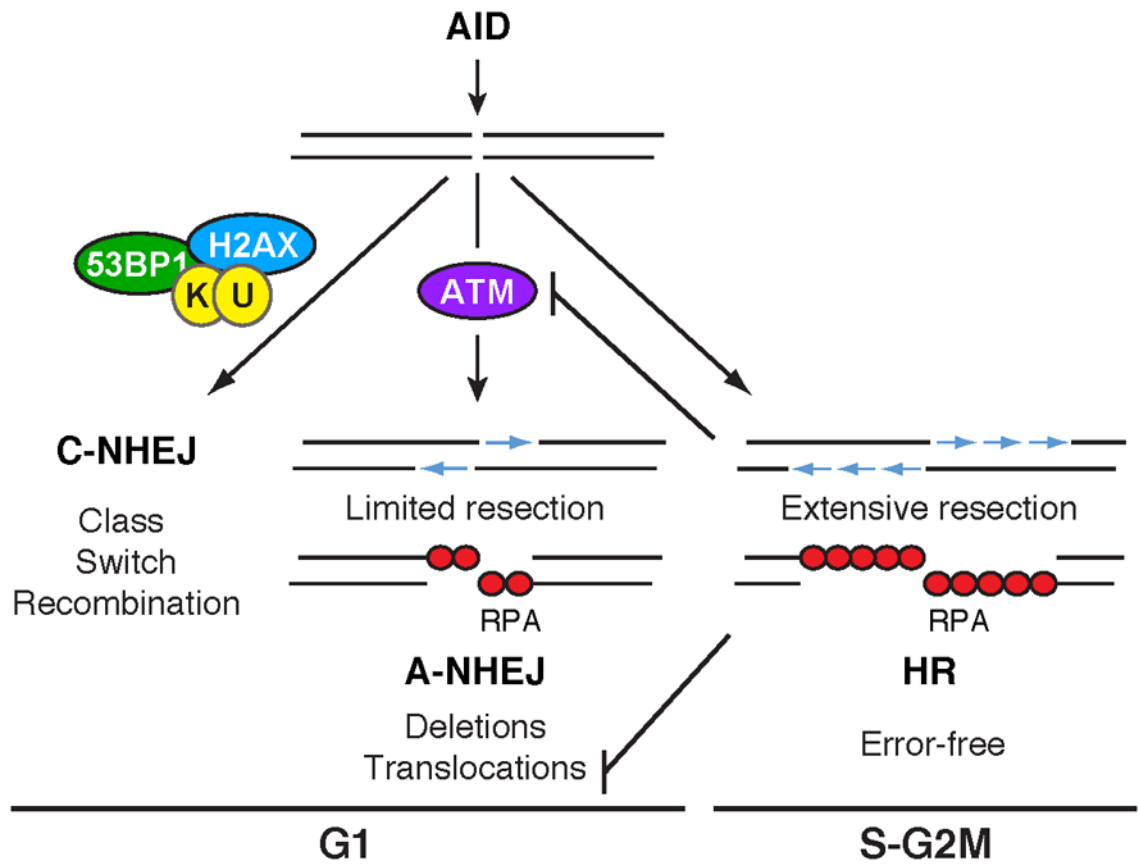 AID
53BP1
H2AX
K U
ATM
C-NHEJ
Class
Switch
Recombination
Limited resection
RPA
A-NHEJ
Deletions
Translocations
Extensive resection
RPA
HR
Error-free
G1
S-G2M